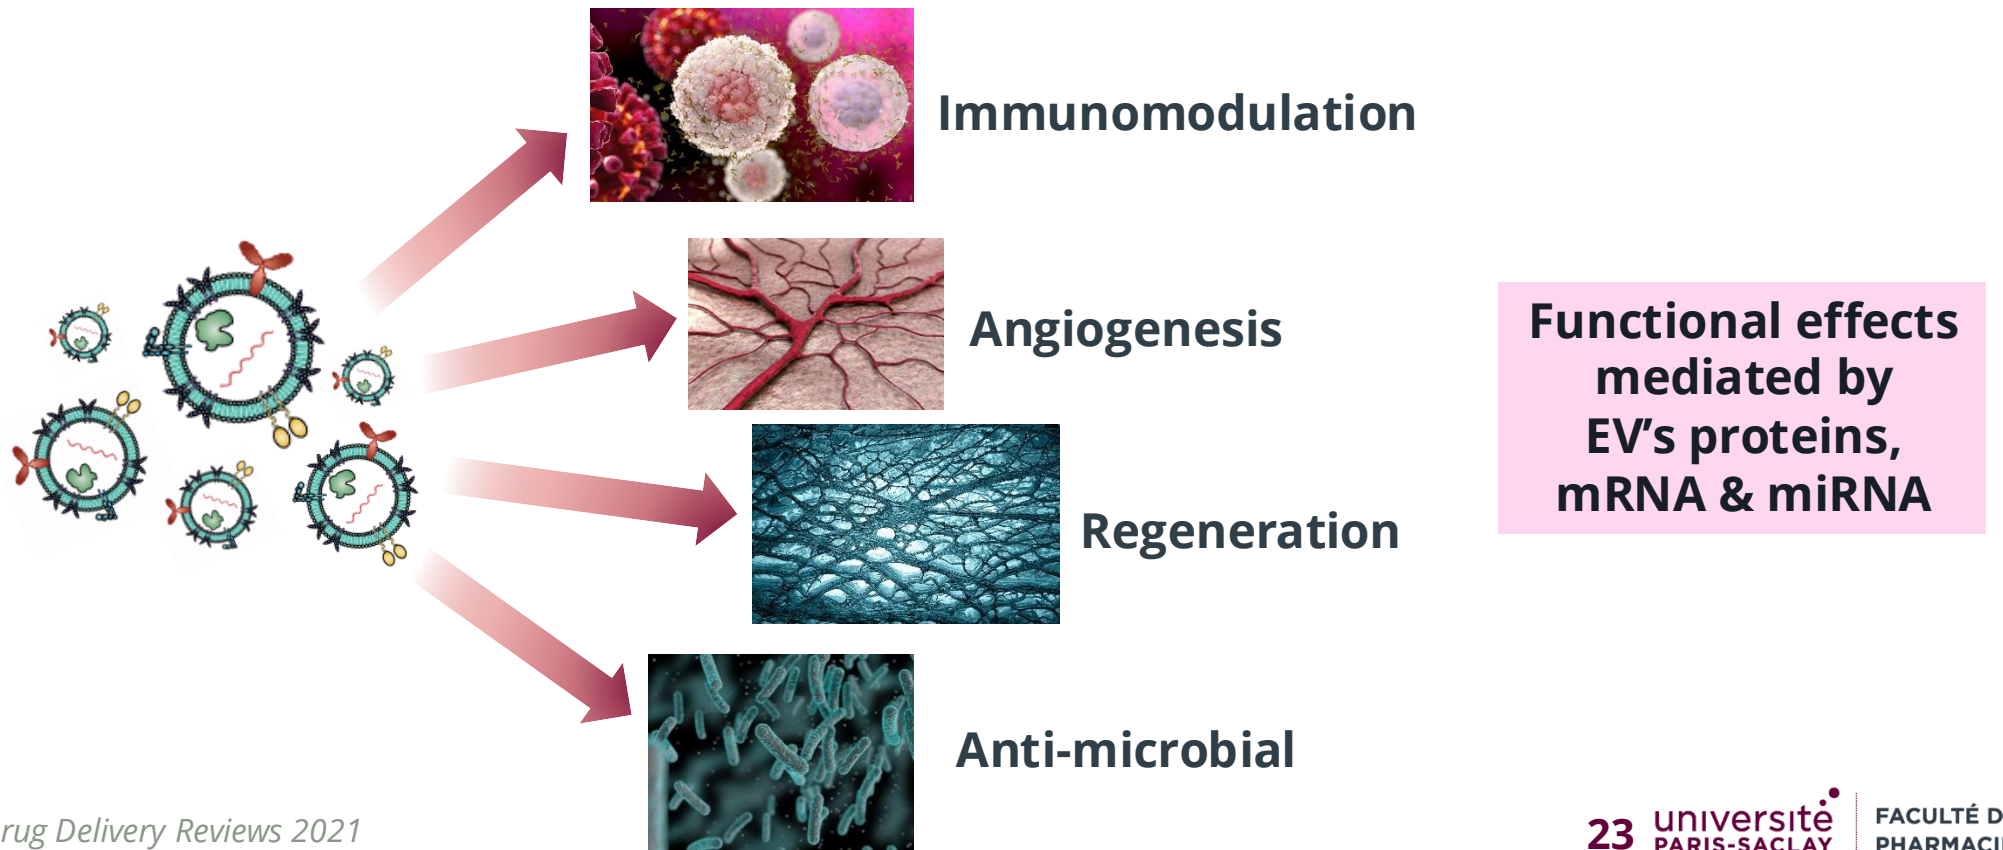 Immunomodulation
Angiogenesis
Functional effects
mediated by
EV’s proteins,
mRNA & miRNA
Regeneration
Anti-microbial
rug Delivery Reviews 2021
23
universite
PARIS-SACLAY
FACULTÉ D
PHARMACI